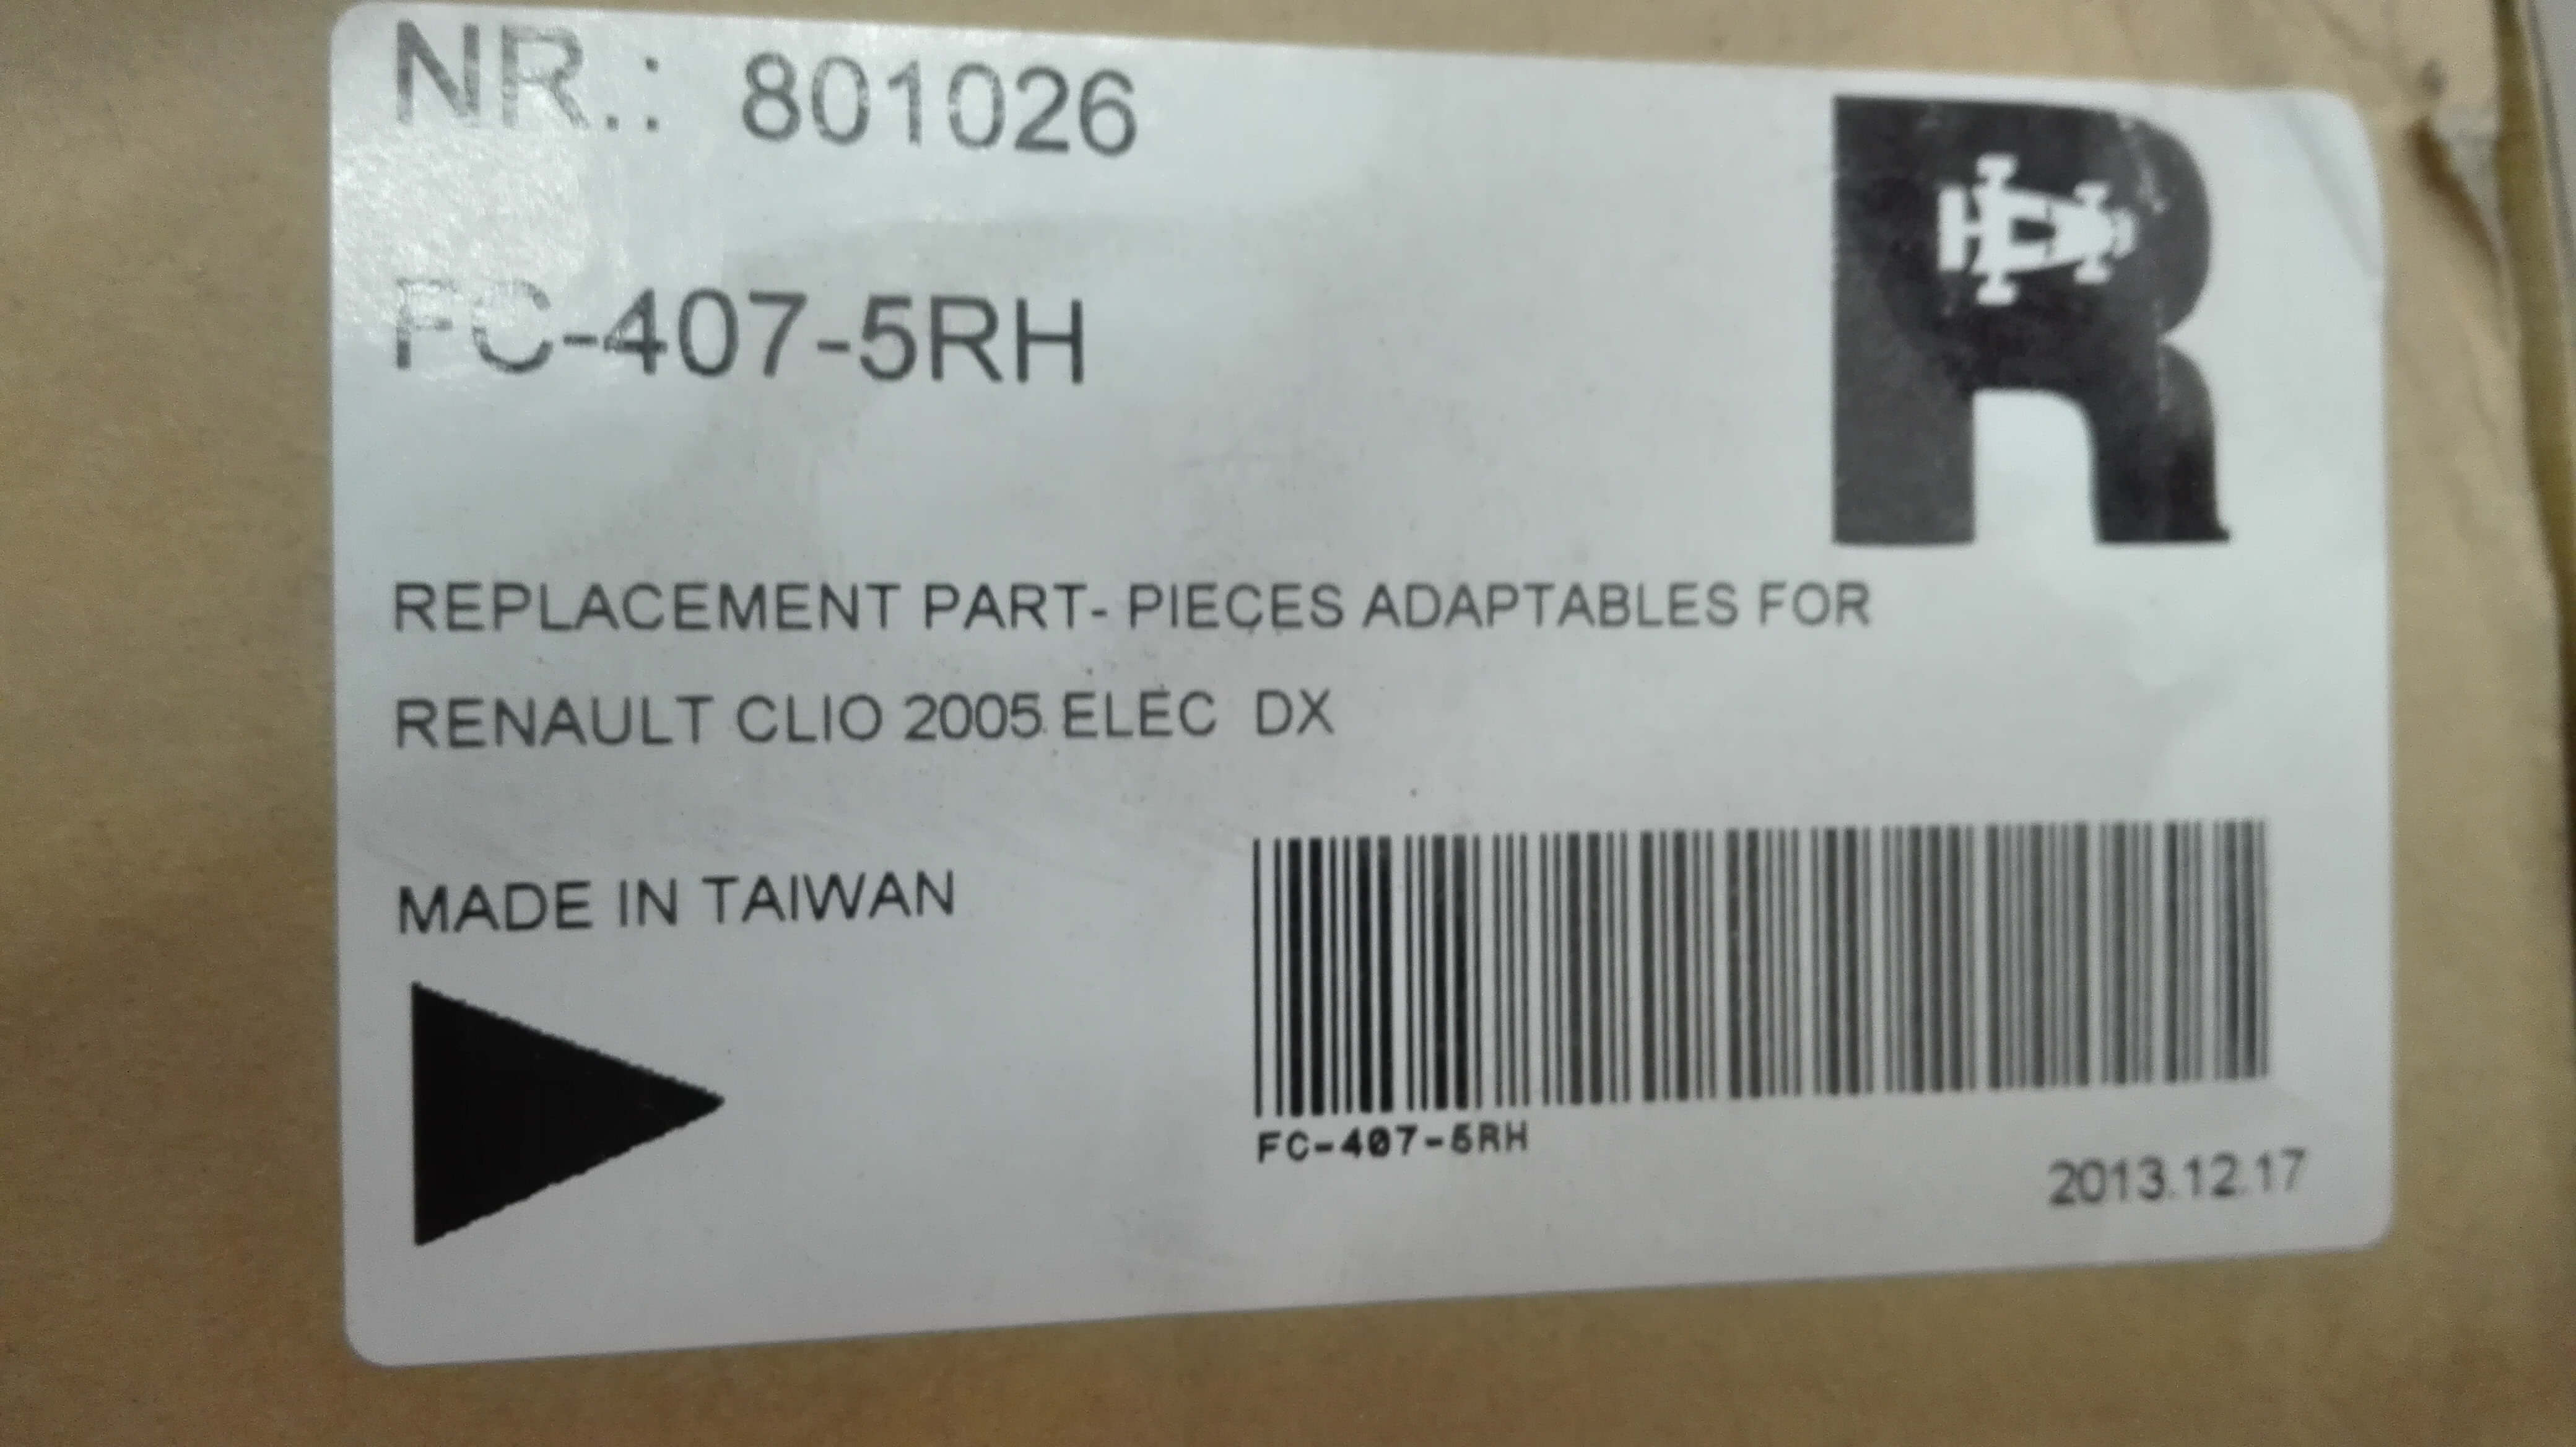 NR.: 801026
FC-407-5RH
R
REPLACEMENT PART- PIECES ADAPTABLES FOR
RENAULT CLIO 2005 ELEC DX
MADE IN TAIWAN
FC-407-5RH
2013.12.17